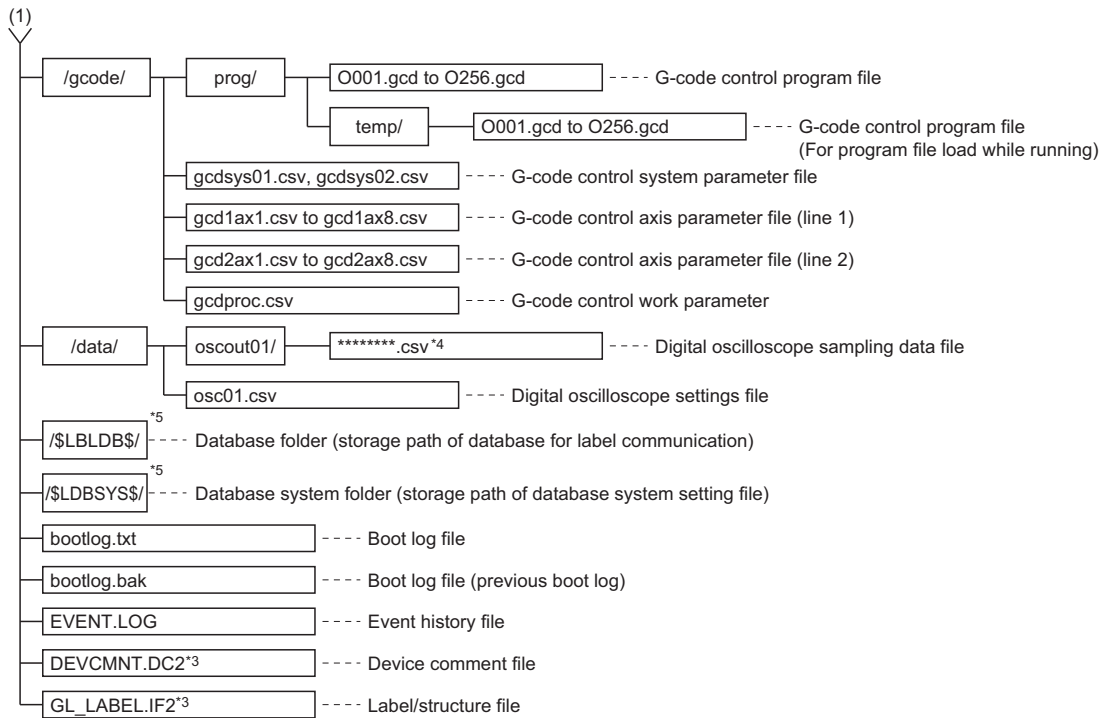 (1)
/gcode/ prog/ O001.gcd to O256.gcd G-code control program file
temp/ O001.gcd to O256.gcd G-code control program file
(For program file load while running)
gcdsys01.csv, gcdsys02.csv G-code control system parameter file
gcd1ax1.csv to gcd1ax8.csv G-code control axis parameter file (line 1)
gcd2ax1.csv to gcd2ax8.csv G-code control axis parameter file (line 2)
gcdproc.csv G-code control work parameter
/data/ oscout01/ ********.csv*4 Digital oscilloscope sampling data file
osc01.csv Digital oscilloscope settings file
/$LBLDB$/ *5 Database folder (storage path of database for label communication)
/$LDBSYS$/ *5 Database system folder (storage path of database system setting file)
bootlog.txt Boot log file
bootlog.bak Boot log file (previous boot log)
EVENT.LOG Event history file
DEVCMNT.DC2*3 Device comment file
GL_LABEL.IF2*3 Label/structure file